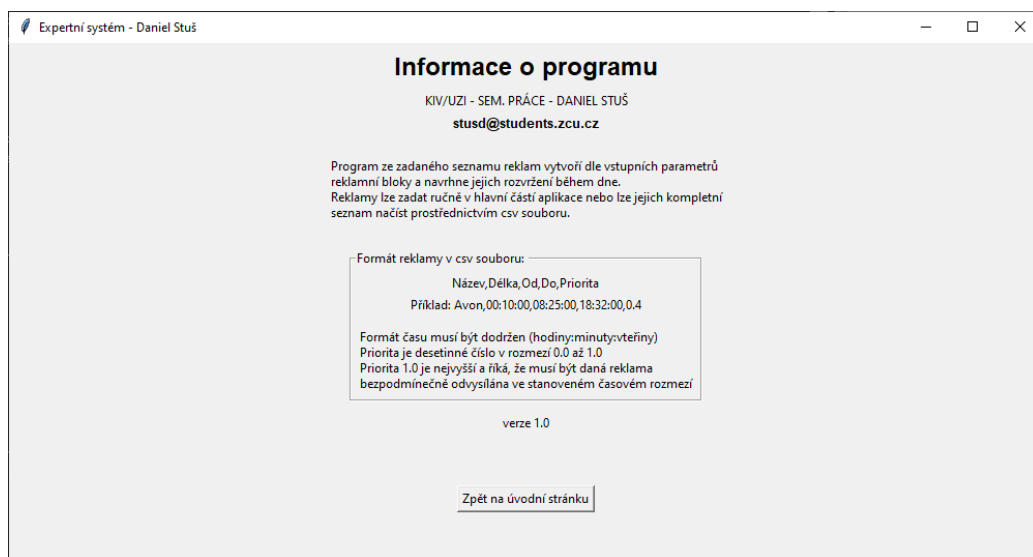 Expertní systém - Daniel Stuš
Informace o programu
KIV/UZI - SEM. PRÁCE - DANIEL STUŠ
stusd@students.zcu.cz
Program ze zadaného seznamu reklam vytvoří dle vstupních parametrů
reklamní bloky a navrhne jejich rozvržení během dne.
Reklamy lze zadat ručně v hlavní částí aplikace nebo lze jejich kompletní
seznam načíst prostřednictvím csv souboru.
Formát reklamy v csv souboru:
Název,Délka,Od,Do,Priorita
Příklad: Avon,00:10:00,08:25:00,18:32:00,0.4
Formát času musí být dodržen (hodiny:minuty:vteřiny)
Priorita je desetinné číslo v rozmezí 0.0 až 1.0
Priorita 1.0 je nejvyšší a říká, že musí být daná reklama
bezpodmínečně odvysílána ve stanoveném časovém rozmezí
verze 1.0
Zpět na úvodní stránku